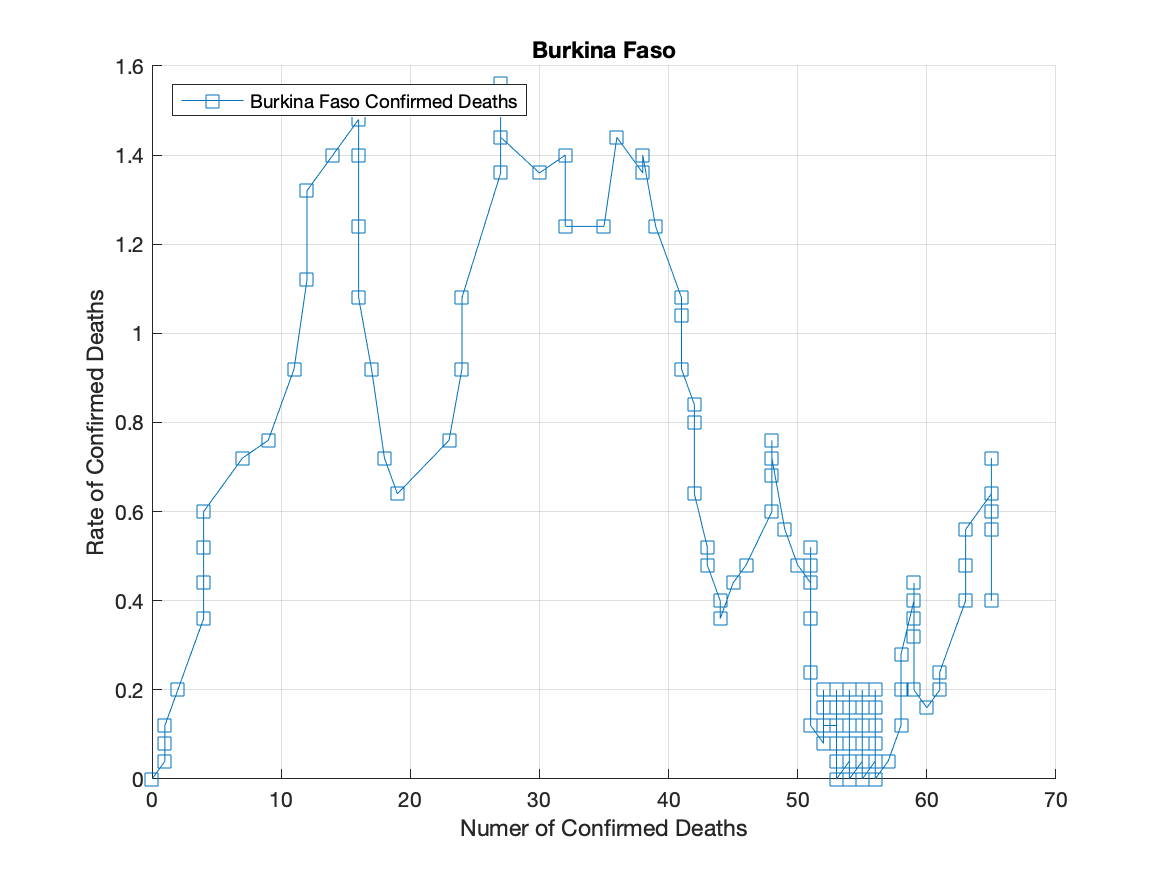 Burkina Faso
Burkina Faso Confirmed Deaths
1.6
1.4
1.2
1
0.8
0.6
0.4
0.2
0
Rate of Confirmed Deaths
0 10 20 30 40 50 60 70
Numer of Confirmed Deaths